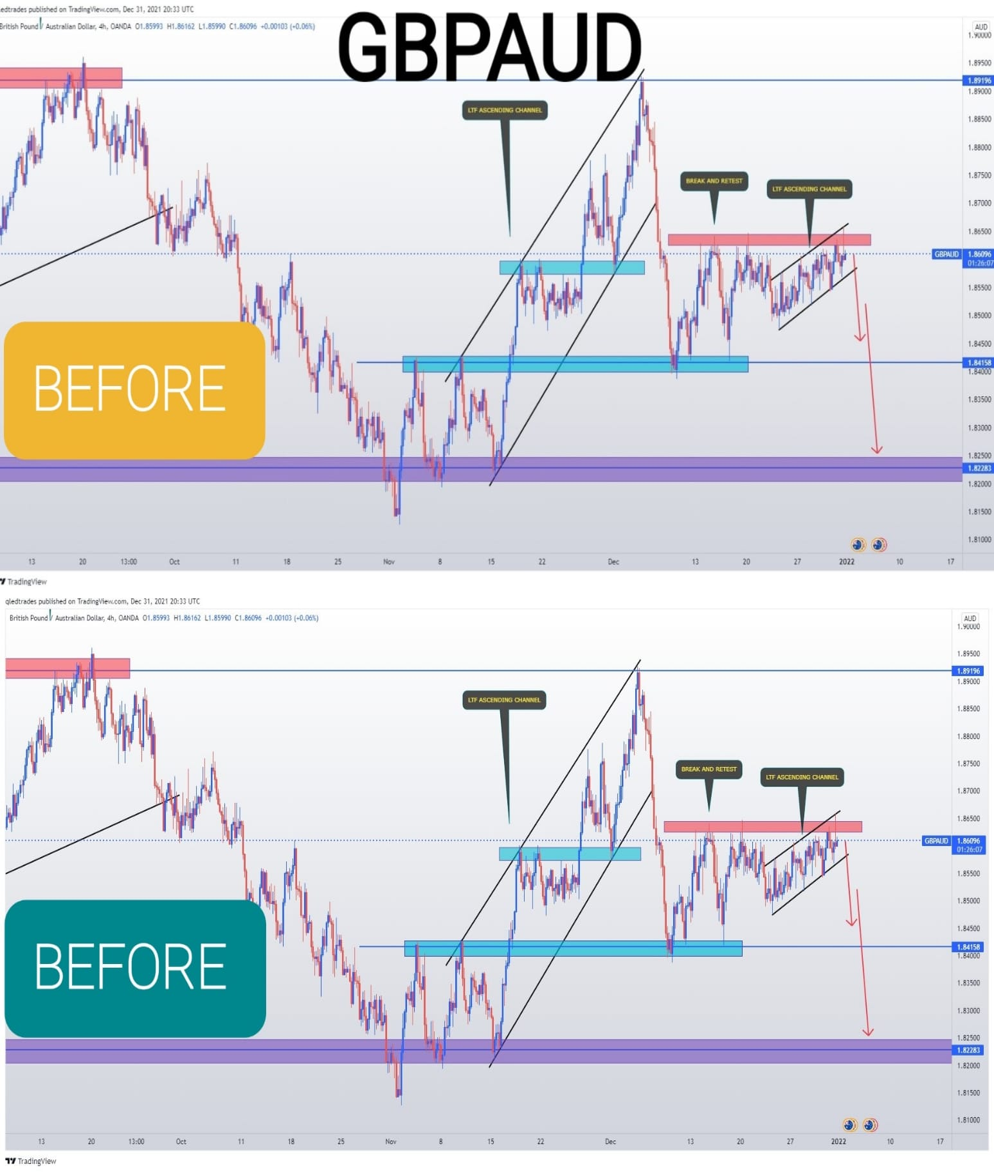 qledtrades published on TradingView.com, Dec 31, 2021 20:33 UTC
British Pound / Australian Dollar, 4h, OANDA O1.85993 H1.86162 L1.85990 C1.86096 +0.00103 (+0.06%)
GBPAUD
AUD
1.90000
1.89500
1.89196
1.89000
1.88500
1.88000
1.87500
1.87000
1.86500
GBPAUD 1.86096
01:26:07
1.85500
1.85000
1.84500
1.84158
1.84000
1.83500
1.83000
1.82500
1.82283
1.81500
1.81000
LTF ASCENDING CHANNEL
BREAK AND RETEST
LTF ASCENDING CHANNEL
BEFORE
13 20 13:00 Oct 11 18 25 Nov 8 15 22 Dec 13 20 27 2022 10 17
TradingView
qledtrades published on TradingView.com, Dec 31, 2021 20:33 UTC
British Pound / Australian Dollar, 4h, OANDA O1.85993 H1.86162 L1.85990 C1.86096 +0.00103 (+0.06%)
AUD
1.90000
1.89500
1.89196
1.89000
1.88500
1.88000
1.87500
1.87000
1.86500
GBPAUD 1.86096
01:26:07
1.85500
1.85000
1.84500
1.84158
1.84000
1.83500
1.83000
1.82500
1.82283
1.81500
1.81000
LTF ASCENDING CHANNEL
BREAK AND RETEST
LTF ASCENDING CHANNEL
BEFORE
13 20 13:00 Oct 11 18 25 Nov 8 15 22 Dec 13 20 27 2022 10 17
TradingView